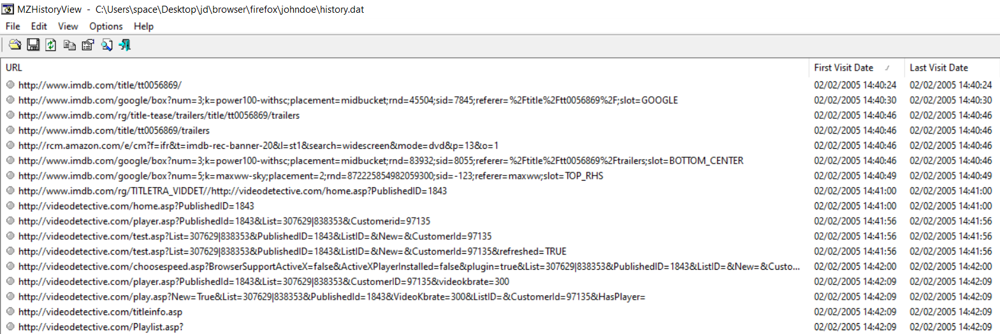 MZHistoryView - C:\Users\space\Desktop\jd\browser\firefox\johndoe\history.dat
File Edit View Options Help
URL First Visit Date Last Visit Date
http://www.imdb.com/title/tt0056869/ 02/02/2005 14:40:24 02/02/2005 14:40:24
http://www.imdb.com/google/box?num=3;k=power100-withsc;placement=midbucket;rnd=45504;sid=7845;referer=%2Ftitle%2Ftt0056869%2F;slot=GOOGLE 02/02/2005 14:40:30 02/02/2005 14:40:30
http://www.imdb.com/rg/title-tease/trailers/title/tt0056869/trailers 02/02/2005 14:40:46 02/02/2005 14:40:46
http://www.imdb.com/title/tt0056869/trailers 02/02/2005 14:40:46 02/02/2005 14:40:46
http://rcm.amazon.com/e/cm?f=ifr&t=imdb-rec-banner-20&l=st1&search=widescreen&mode=dvd&p=13&o=1 02/02/2005 14:40:46 02/02/2005 14:40:46
http://www.imdb.com/google/box?num=3;k=power100-withsc;placement=midbucket;rnd=83932;sid=8055;referer=%2Ftitle%2Ftt0056869%2Ftrailers;slot=BOTTOM_CENTER 02/02/2005 14:40:46 02/02/2005 14:40:46
http://www.imdb.com/google/box?num=5;k=maxww-sky;placement=2;rnd=872225854982059300;sid=-123;referer=maxww;slot=TOP_RHS 02/02/2005 14:40:49 02/02/2005 14:40:49
http://www.imdb.com/rg/TITLETRA_VIDDET//http://videodetective.com/home.asp?PublishedID=1843 02/02/2005 14:41:00 02/02/2005 14:41:00
http://videodetective.com/home.asp?PublishedID=1843 02/02/2005 14:41:00 02/02/2005 14:41:00
http://videodetective.com/player.asp?PublishedId=1843&List=307629|838353&Customerid=97135 02/02/2005 14:41:56 02/02/2005 14:41:56
http://videodetective.com/test.asp?List=307629|838353&PublishedID=1843&ListID=&New=&CustomerId=97135 02/02/2005 14:41:56 02/02/2005 14:41:56
http://videodetective.com/test.asp?List=307629|838353&PublishedID=1843&ListID=&New=&CustomerId=97135&refreshed=TRUE 02/02/2005 14:41:56 02/02/2005 14:41:56
http://videodetective.com/choosespeed.asp?BrowserSupportActiveX=false&ActiveXPlayerInstalled=false&plugin=true&List=307629|838353&PublishedID=1843&ListID=&New=&Custo... 02/02/2005 14:42:00 02/02/2005 14:42:00
http://videodetective.com/player.asp?PublishedId=1843&List=307629|838353&CustomerID=97135&videokbrate=300 02/02/2005 14:42:09 02/02/2005 14:42:09
http://videodetective.com/play.asp?New=True&List=307629|838353&PublishedId=1843&VideoKbrate=300&ListID=&CustomerId=97135&HasPlayer= 02/02/2005 14:42:09 02/02/2005 14:42:09
http://videodetective.com/titleinfo.asp 02/02/2005 14:42:09 02/02/2005 14:42:09
http://videodetective.com/Playlist.asp? 02/02/2005 14:42:09 02/02/2005 14:42:09